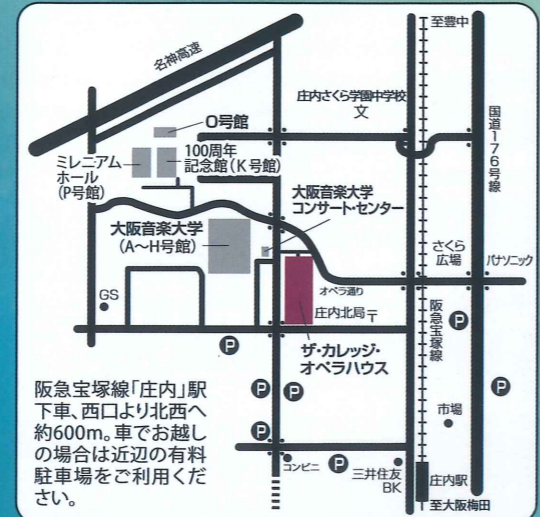 至豊中
名神高速
庄内さくら学園中学校
文
国道176号線
O号館
100周年
記念館(K号館)
ミレニアム
ホール
(P号館)
大阪音楽大学
コンサート・センター
大阪音楽大学
(A〜H号館)
さくら
広場
パナソニック
オペラ通り
GS
庄内北局〒
阪急宝塚線
P
P
ザ・カレッジ・
オペラハウス
P
P
P
P
阪急宝塚線「庄内」駅
下車、西口より北西へ
約600m。車でお越し
の場合は近辺の有料
駐車場をご利用くだ
さい。
市場
P
コンビニ
P
三井住友
BK
庄内駅
至大阪梅田